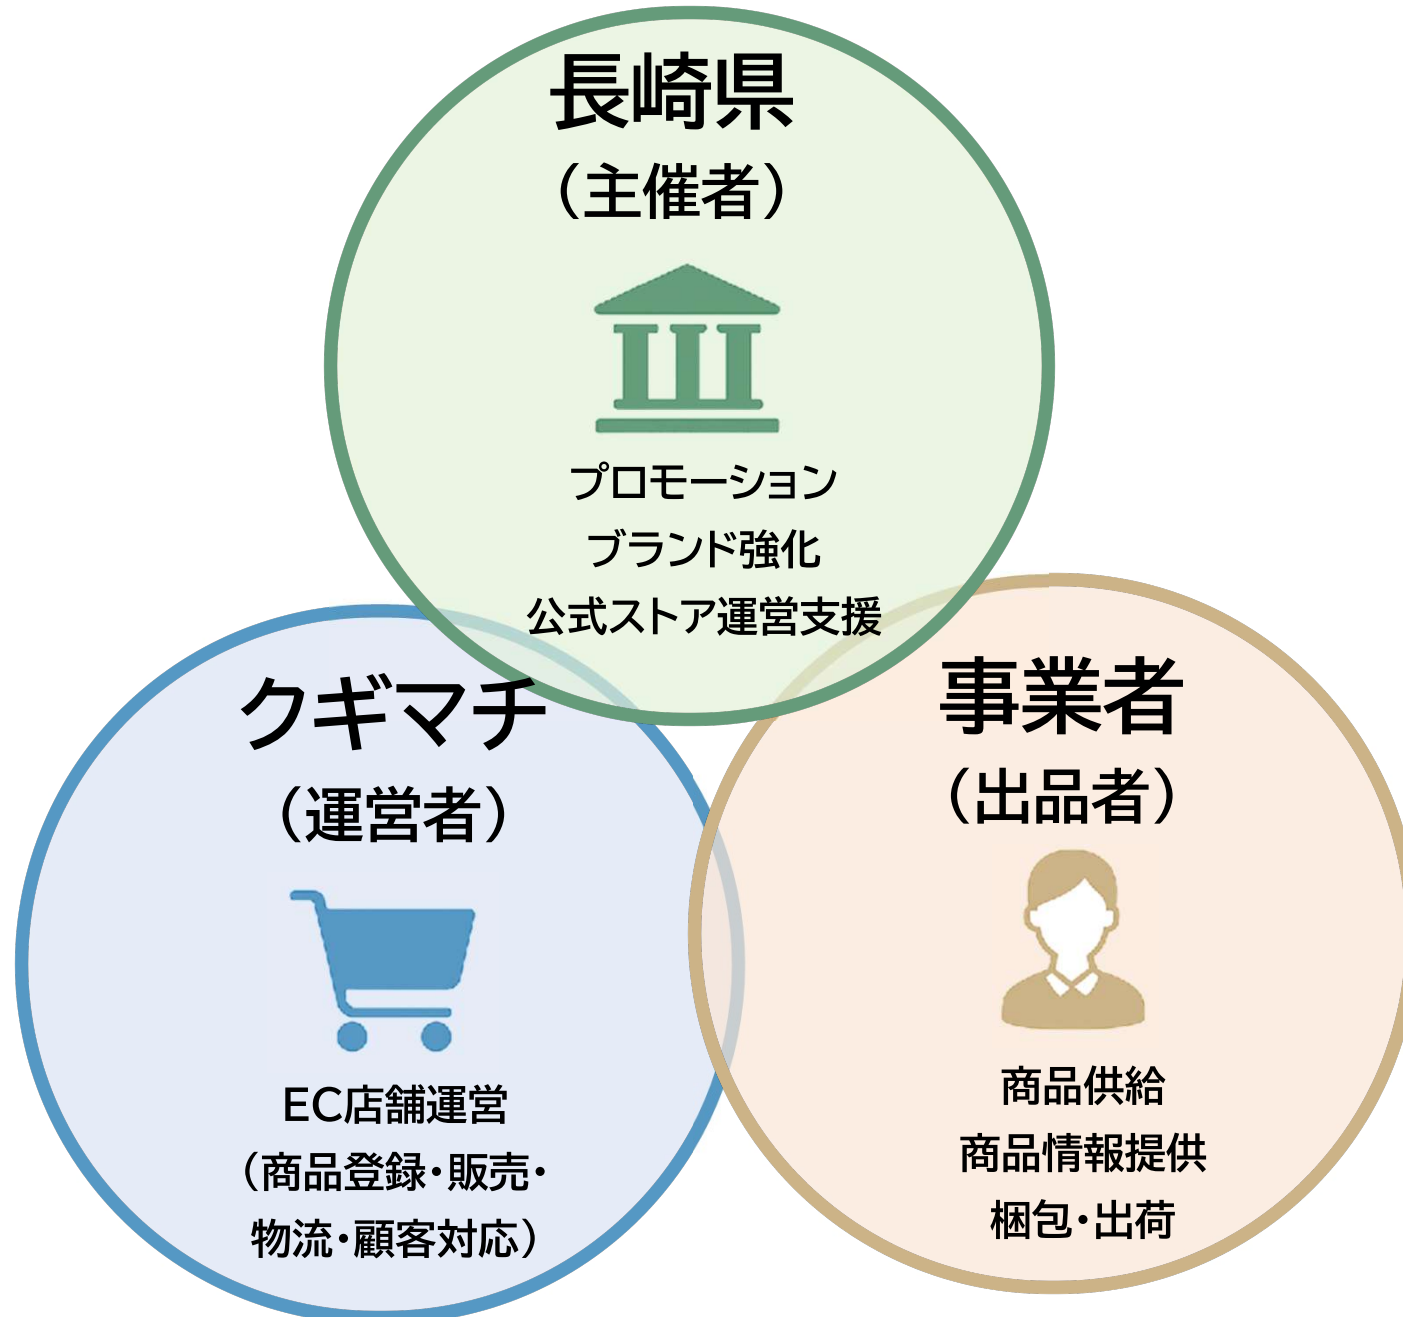 長崎県
（主催者）
プロモーション
ブランド強化
公式ストア運営支援
クギマチ
（運営者）
EC店舗運営
（商品登録・販売・
物流・顧客対応）
事業者
（出品者）
商品供給
商品情報提供
梱包・出荷